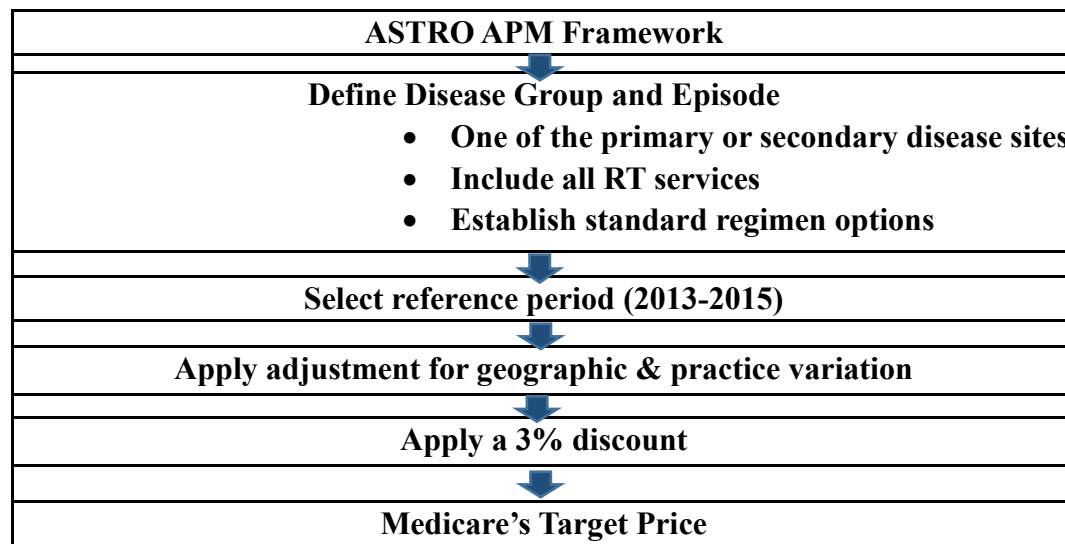 ASTRO APM Framework
Define Disease Group and Episode
• One of the primary or secondary disease sites
• Include all RT services
• Establish standard regimen options
Select reference period (2013-2015)
Apply adjustment for geographic & practice variation
Apply a 3% discount
Medicare's Target Price